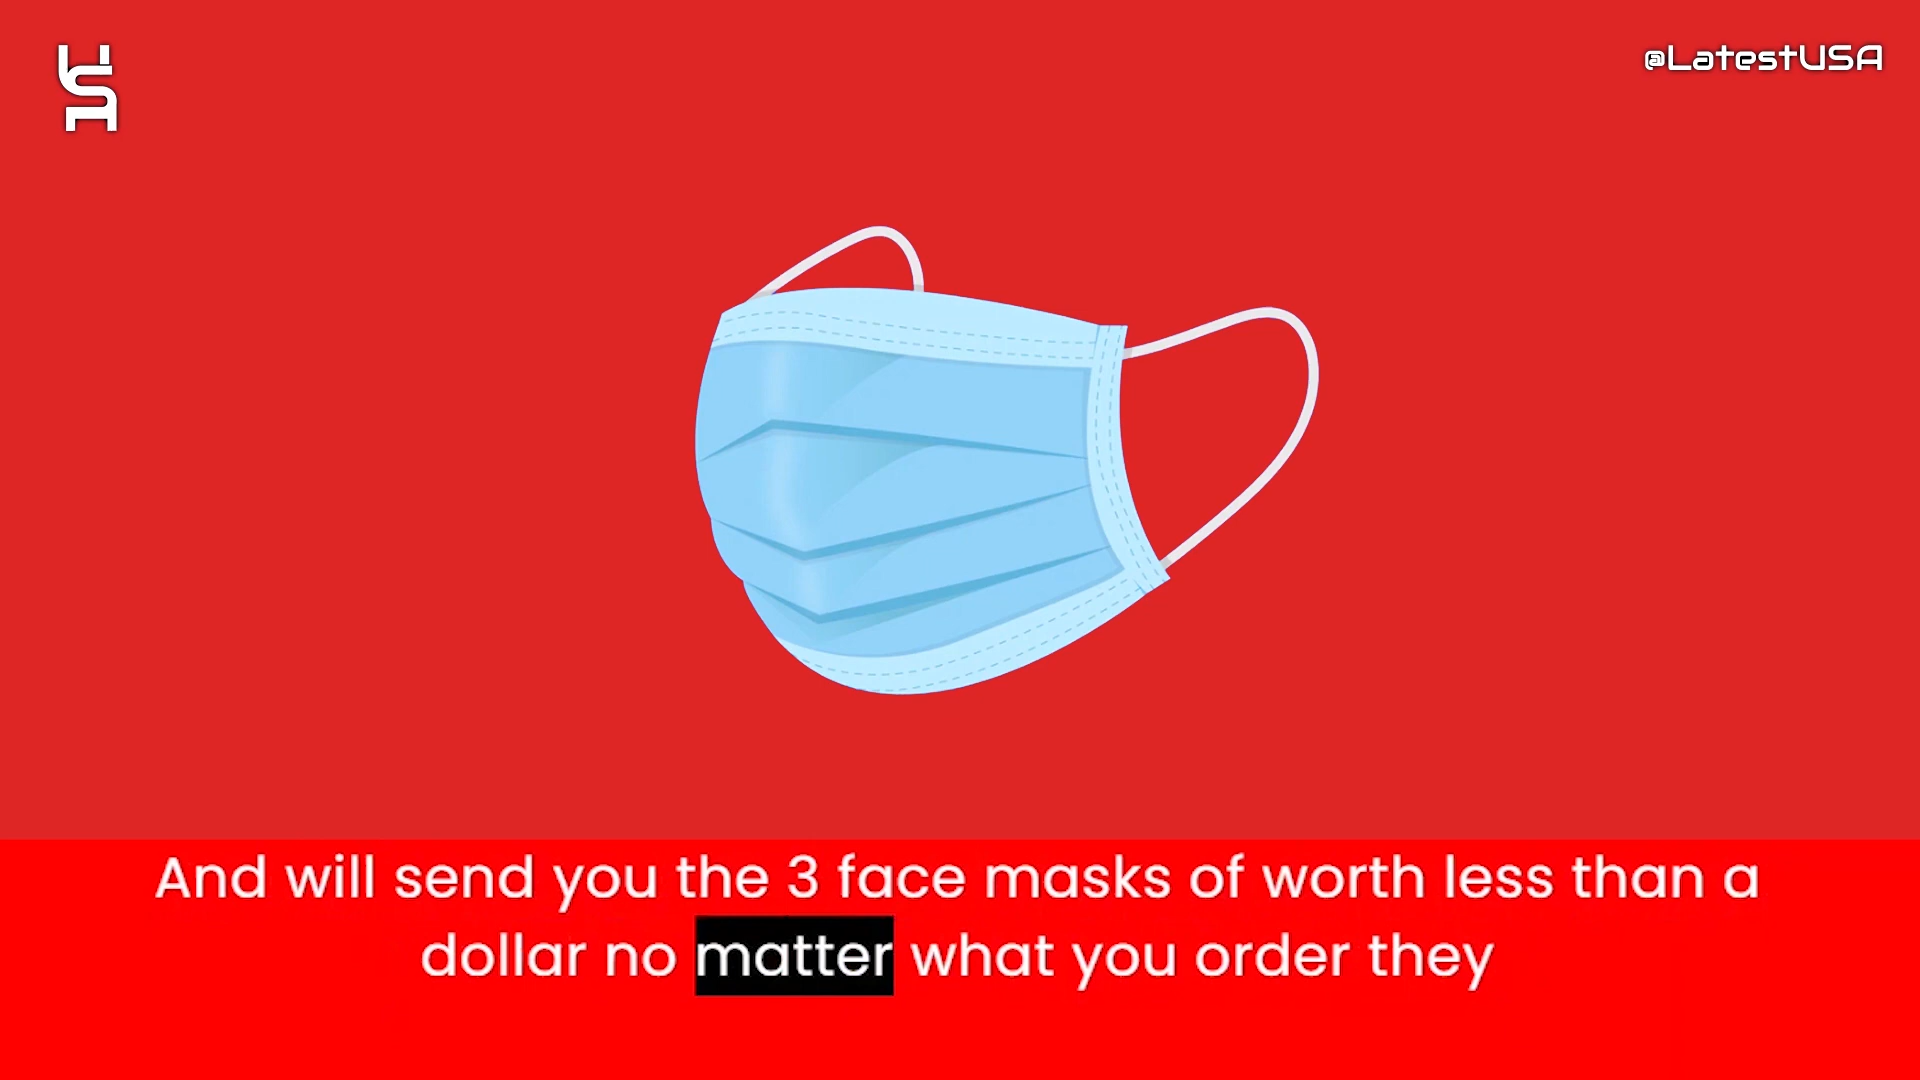 USA
@LatestUSA
And will send you the 3 face masks of worth less than a
dollar no matter what you order they